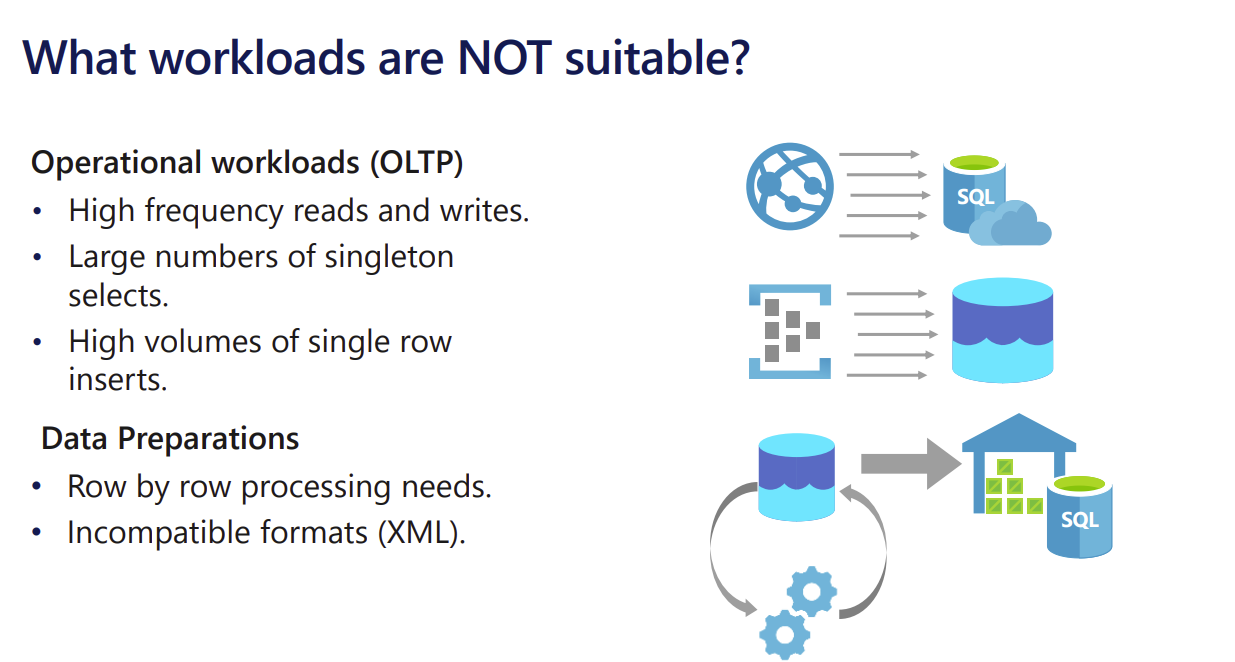 What workloads are NOT suitable?
Operational workloads (OLTP)
• High frequency reads and writes.
• Large numbers of singleton
selects.
• High volumes of single row
inserts.
Data Preparations
• Row by row processing needs.
• Incompatible formats (XML).
SQL
SQL